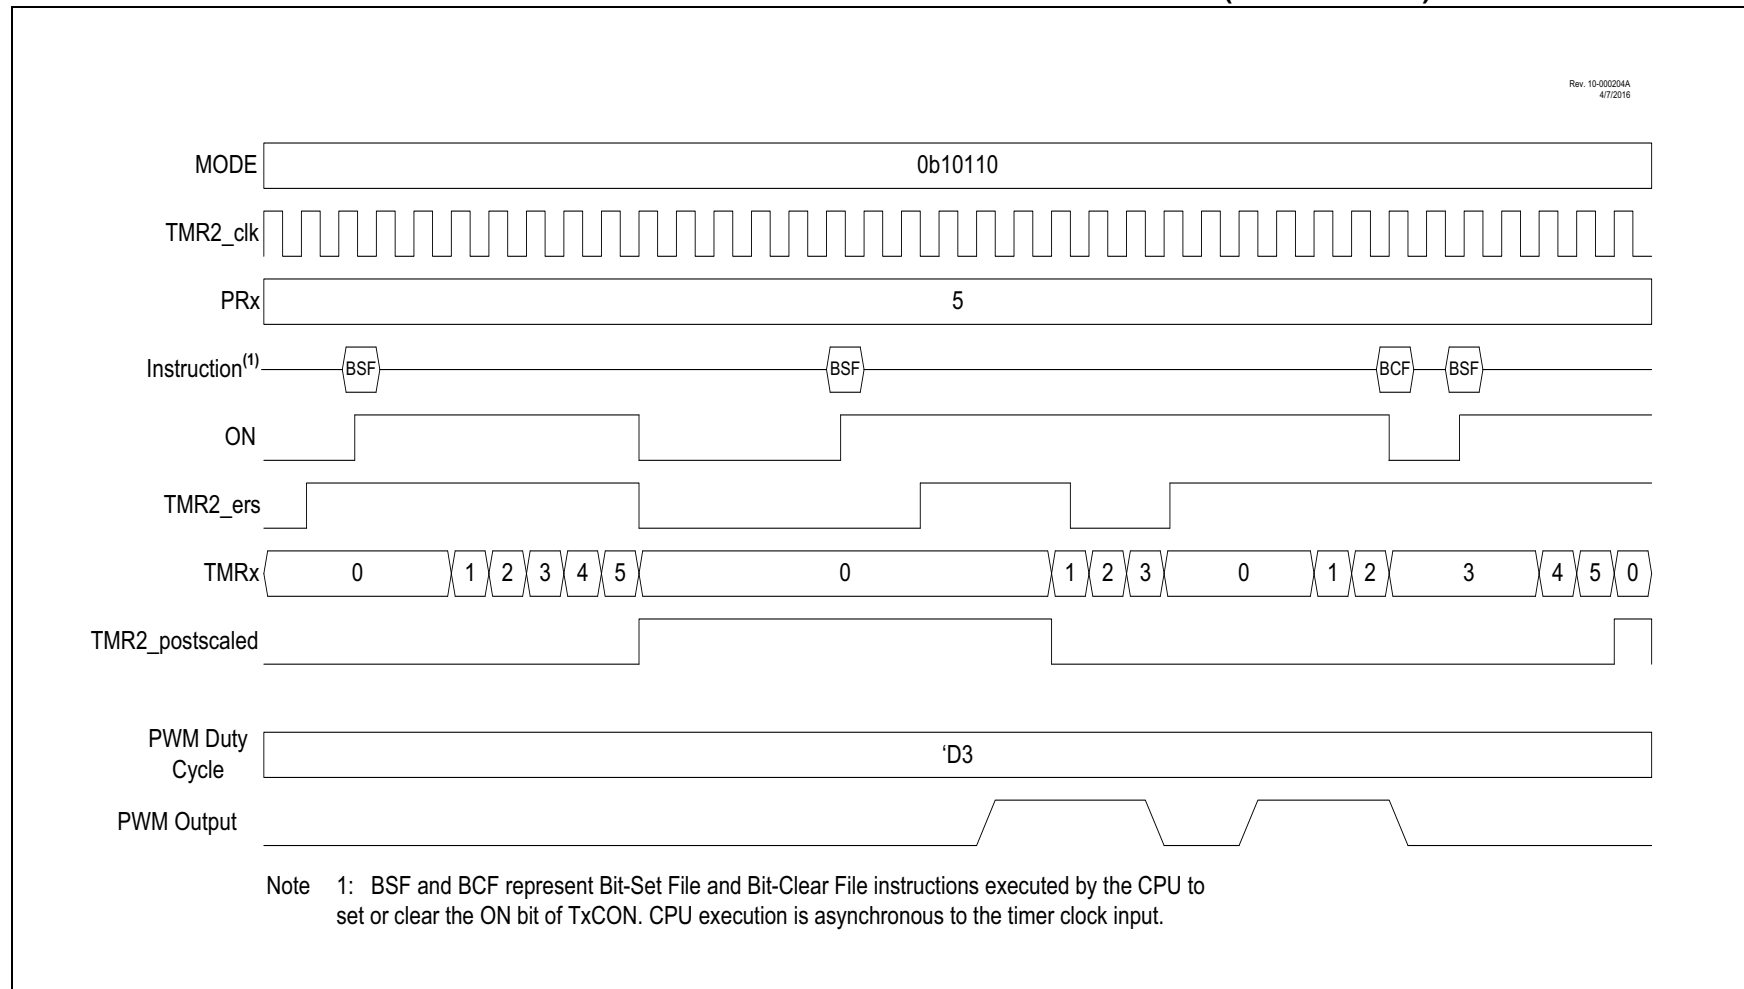 Rev. 10-000204A
4/7/2016
MODE 0b10110
TMR2_clk
PRx 5
Instruction(1) BSF BSF BCF BSF
ON
TMR2_ers
TMRx 0 1 2 3 4 5 0 1 2 3 0 1 2 3 4 5 0
TMR2_postscaled
PWM Duty
Cycle
‘D3
PWM Output
Note 1: BSF and BCF represent Bit-Set File and Bit-Clear File instructions executed by the CPU to
set or clear the ON bit of TxCON. CPU execution is asynchronous to the timer clock input.